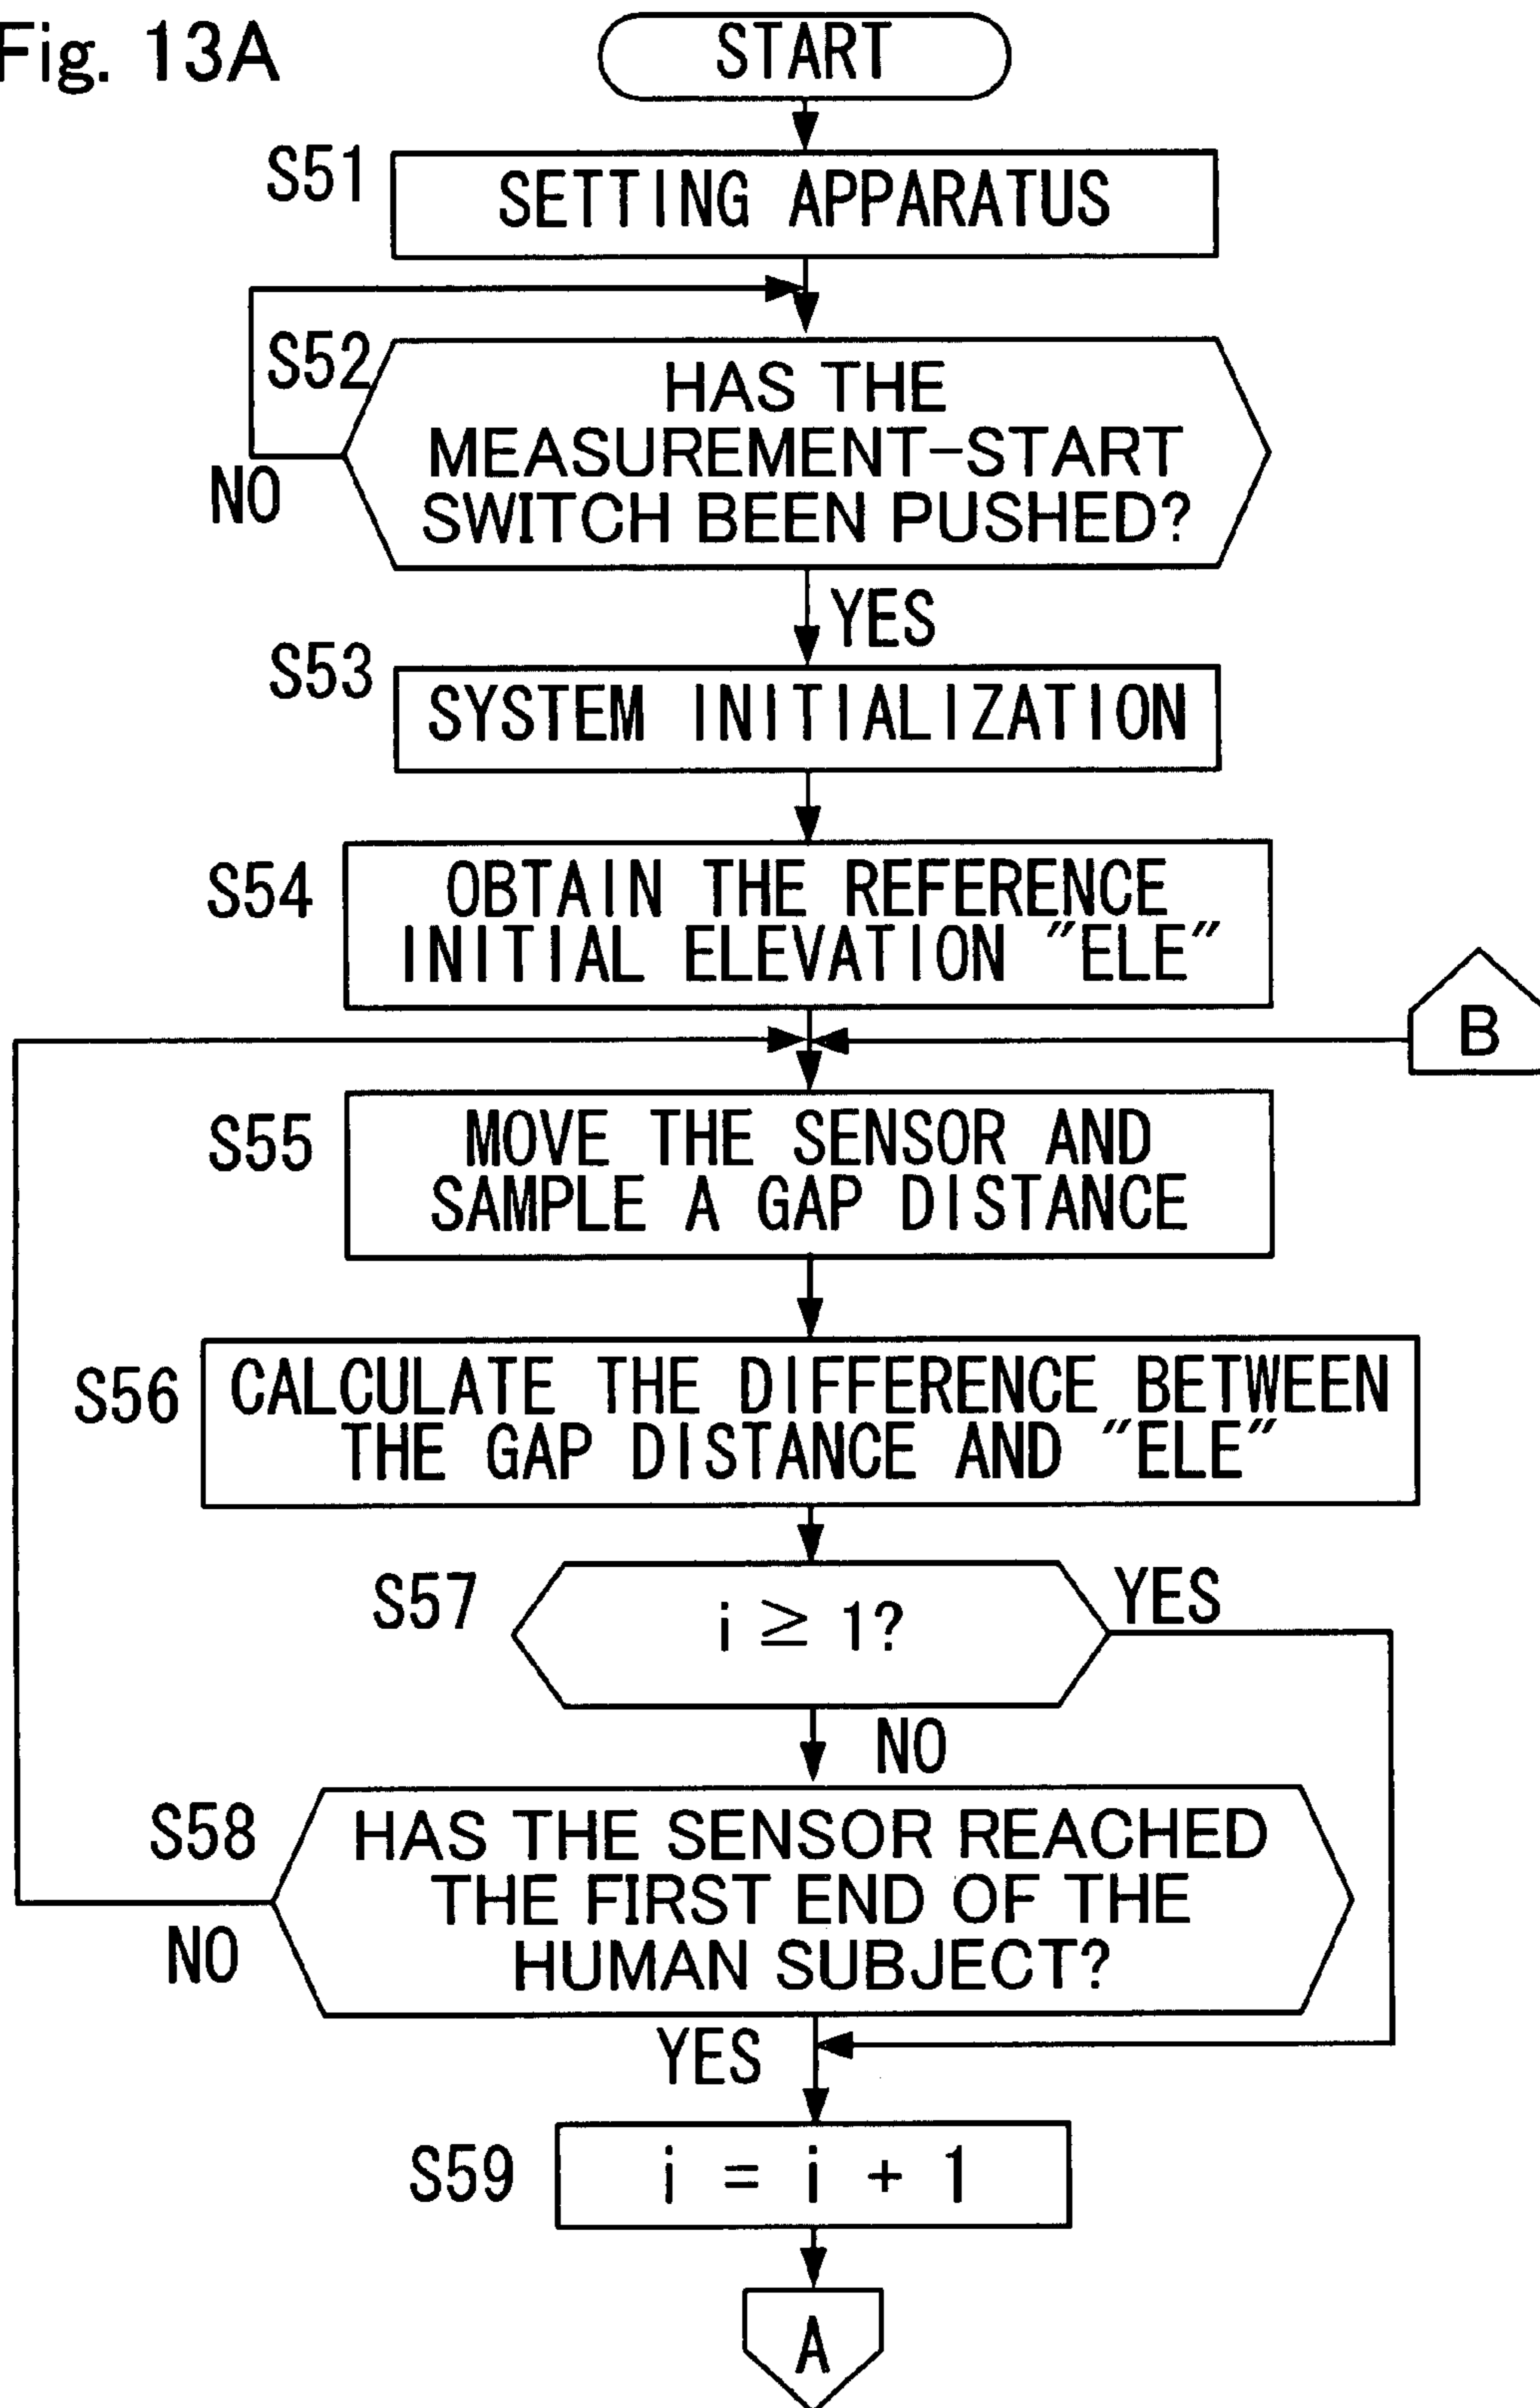 Fig. 13A
START
S51
SETTING APPARATUS
S52
HAS THE
MEASUREMENT-START
SWITCH BEEN PUSHED?
NO
YES
S53
SYSTEM INITIALIZATION
S54
OBTAIN THE REFERENCE
INITIAL ELEVATION "ELE"
B
S55
MOVE THE SENSOR AND
SAMPLE A GAP DISTANCE
S56
CALCULATE THE DIFFERENCE BETWEEN
THE GAP DISTANCE AND "ELE"
S57
i ≥ 1?
YES
NO
S58
HAS THE SENSOR REACHED
THE FIRST END OF THE
HUMAN SUBJECT?
NO
YES
S59
i = i + 1
A